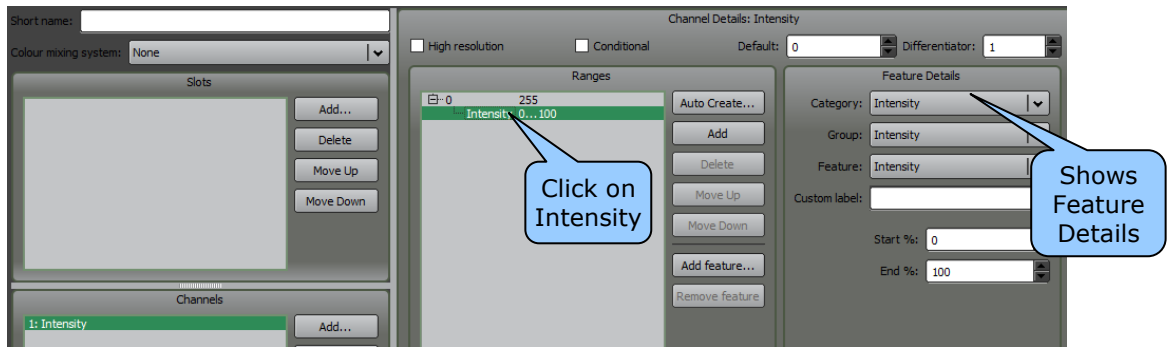 Short name:
Colour mixing system: None
Slots
Add...
Delete
Move Up
Move Down
Channels
1: Intensity
Add...
Channel Details: Intensity
High resolution Conditional Default: 0 Differentiator: 1
Ranges
0 255
Intensity 0...100
Auto Create...
Add
Delete
Move Up
Move Down
Add feature...
Remove feature
Click on
Intensity
Feature Details
Category: Intensity
Group: Intensity
Feature: Intensity
Custom label:
Start %: 0
End %: 100
Shows
Feature
Details